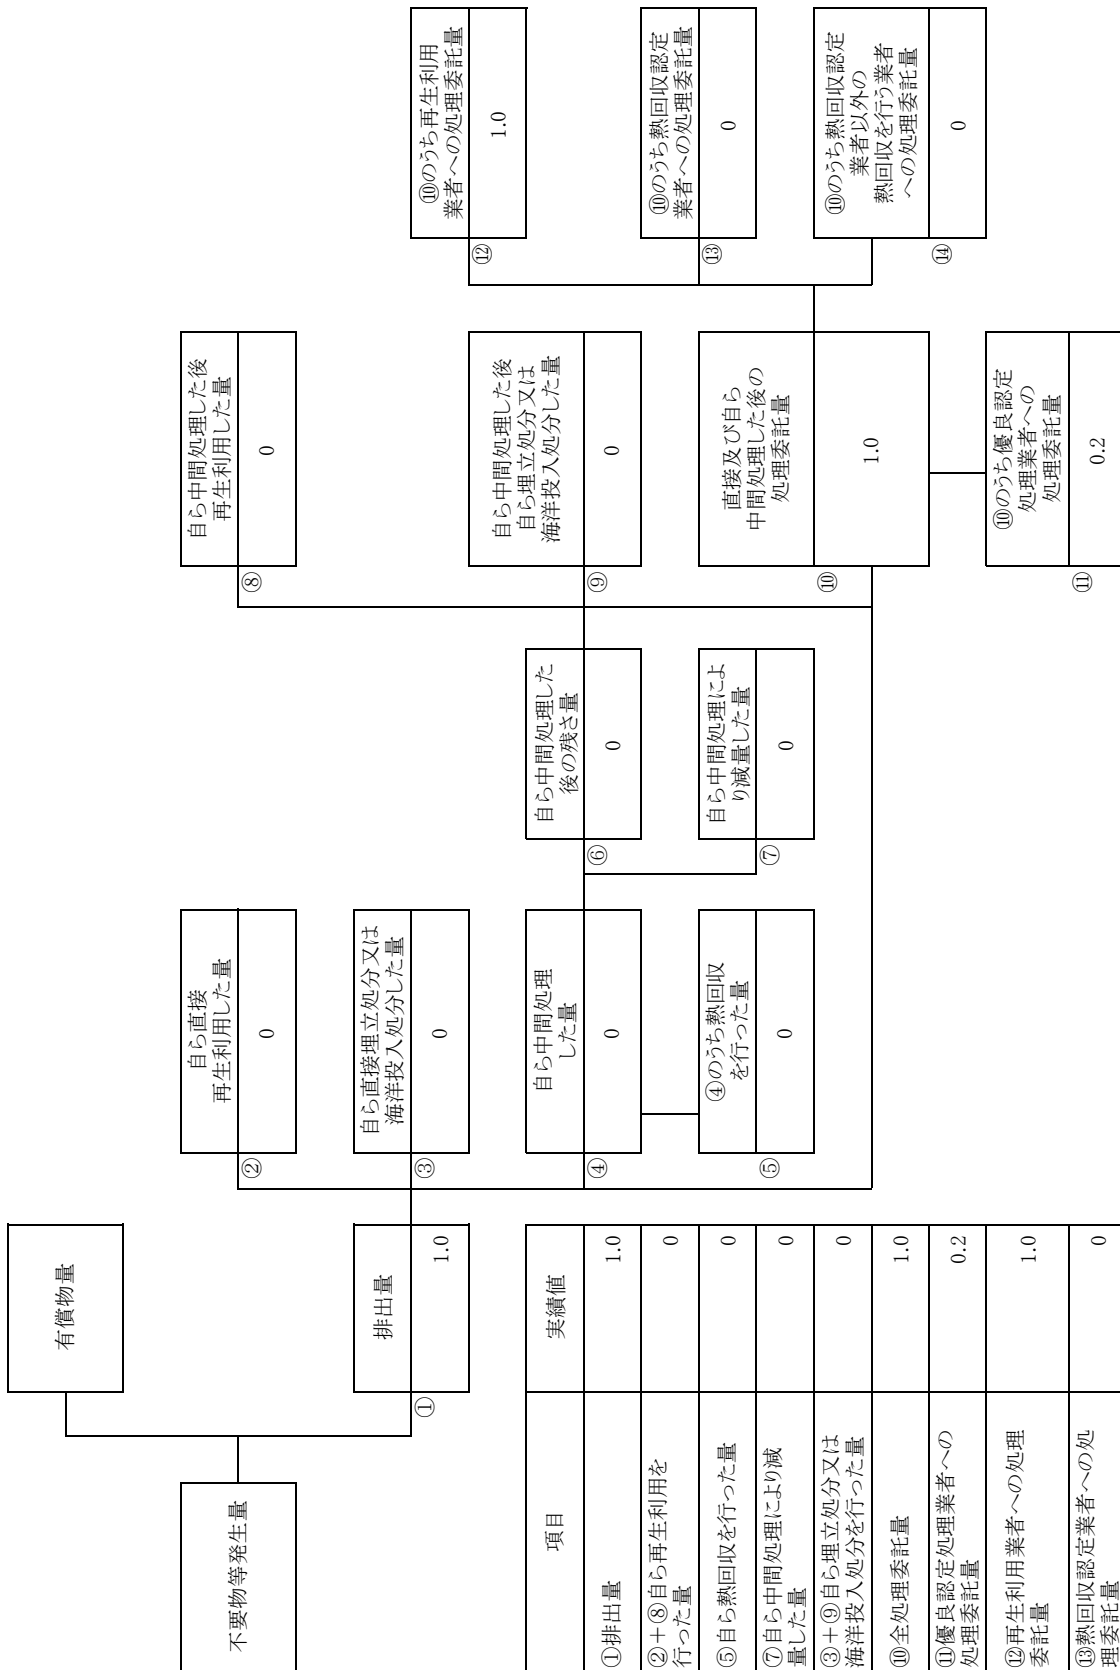 不要物等発生量
有償物量
排出量
①
1.0
自ら直接
再生利用した量
②
0
自ら直接埋立処分又は
海洋投入処分した量
③
0
自ら中間処理
した量
④
0
④のうち熱回収
を行った量
⑤
0
自ら中間処理した
後の残さ量
⑥
0
自ら中間処理によ
り減量した量
⑦
0
自ら中間処理した後
再生利用した量
⑧
0
自ら中間処理した後
自ら埋立処分又は
海洋投入処分した量
⑨
0
直接及び自ら
中間処理した後の
処理委託量
⑩
1.0
⑩のうち優良認定
処理業者への
処理委託量
⑪
0.2
⑩のうち再生利用
業者への処理委託量
⑫
1.0
⑩のうち熱回収認定
業者への処理委託量
⑬
0
⑩のうち熱回収認定
業者以外の
熱回収を行う業者
への処理委託量
⑭
0
項目
実績値
①排出量
1.0
②+⑧自ら再生利用を
行った量
0
⑤自ら熱回収を行った量
0
⑦自ら中間処理により減
量した量
0
③+⑨自ら埋立処分又は
海洋投入処分を行った量
0
⑩全処理委託量
1.0
⑪優良認定処理業者への
処理委託量
0.2
⑫再生利用業者への処理
委託量
1.0
⑬熱回収認定業者への処
理委託量
0